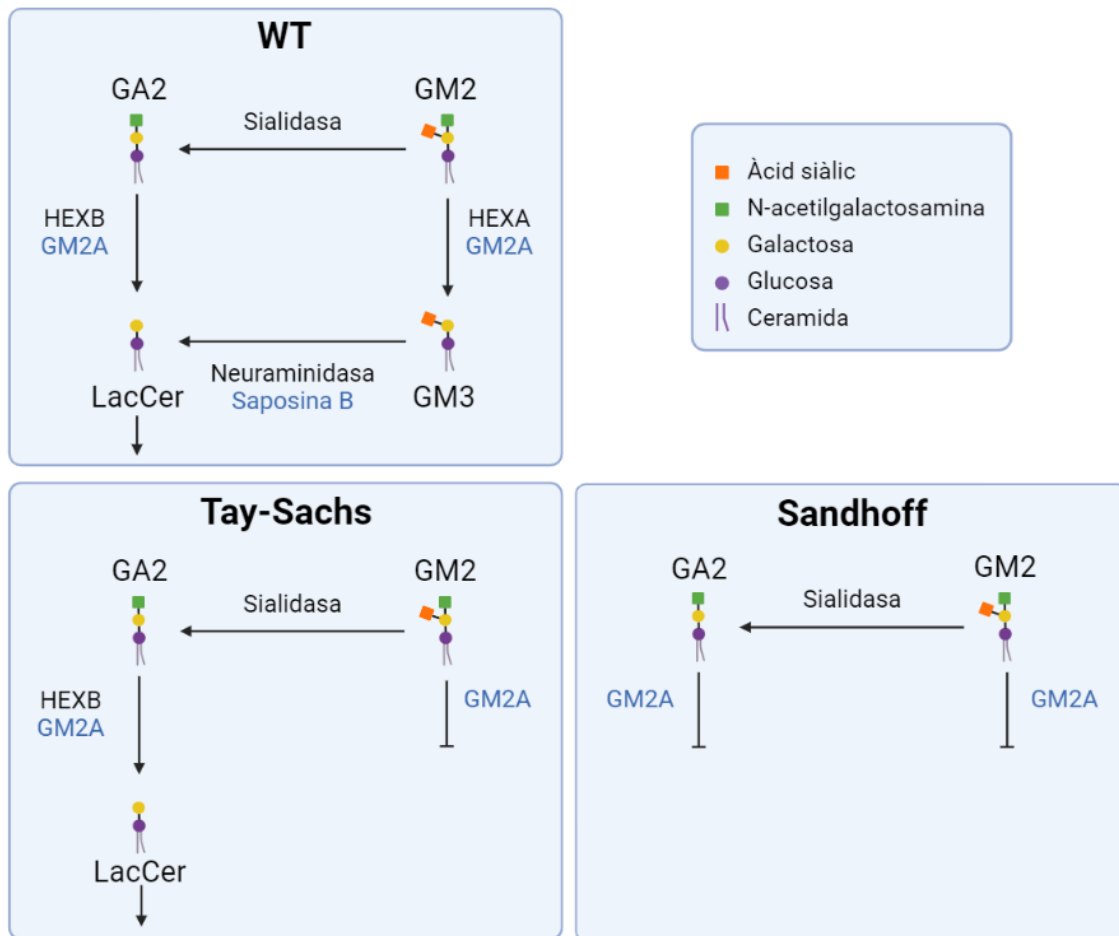 WT
GA2
GM2
Sialidasa
HEXB
GM2A
HEXA
GM2A
Neuraminidasa
Saposina B
LacCer
GM3
Àcid siàlic
N-acetilgalactosamina
Galactosa
Glucosa
Ceramida
Tay-Sachs
GA2
GM2
Sialidasa
HEXB
GM2A
GM2A
LacCer
Sandhoff
GA2
GM2
Sialidasa
GM2A
GM2A